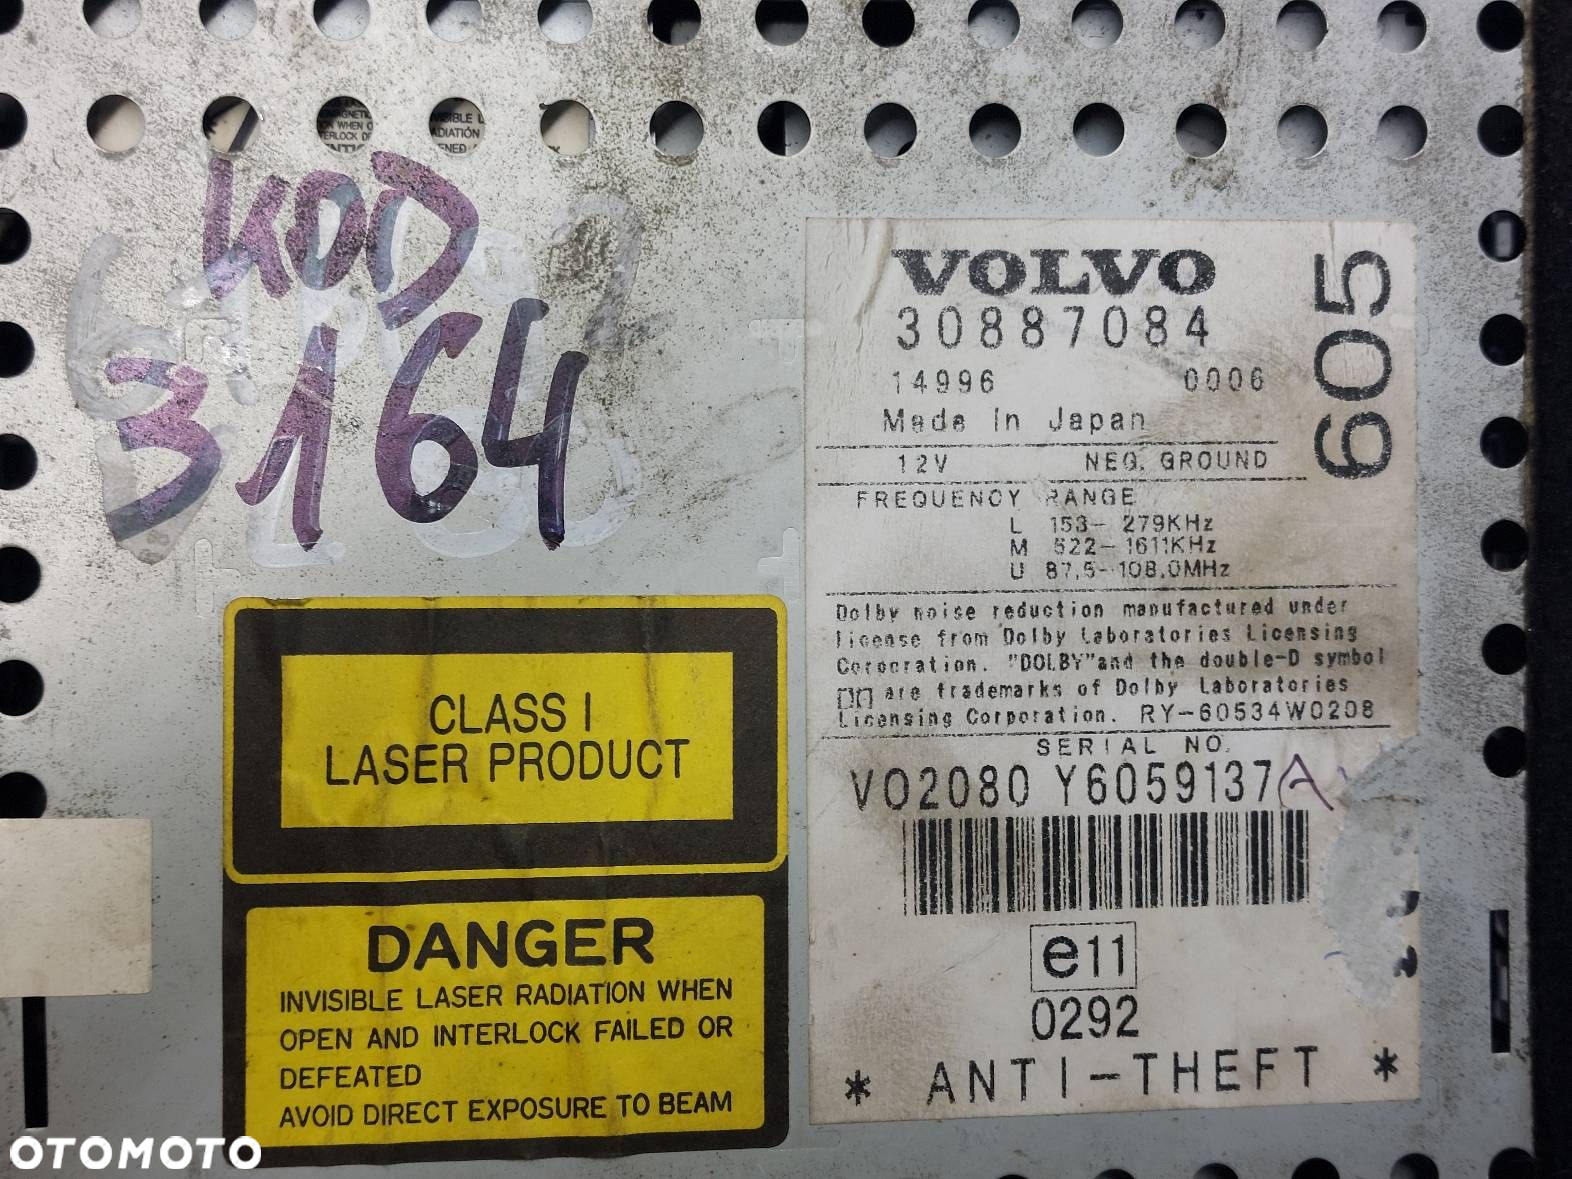 KOD
3164
VOLVO
30887084
14996 0006
Made In Japan
605
12V NEG. GROUND
FREQUENCY RANGE
L 153- 279KHz
M 522-1611KHz
U 87,5-108,0MHz
Dolby noise reduction manufactured under
license from Dolby Laboratories Licensing
Corporation. "DOLBY"and the double-D symbol
are trademarks of Dolby Laboratories
Licensing Corporation. RY-60534W0208
SERIAL NO.
VO2080 Y6059137 A
CLASS I
LASER PRODUCT
DANGER
INVISIBLE LASER RADIATION WHEN
OPEN AND INTERLOCK FAILED OR
DEFEATED
AVOID DIRECT EXPOSURE TO BEAM
e11
0292
* ANTI-THEFT *
OTOMOTO